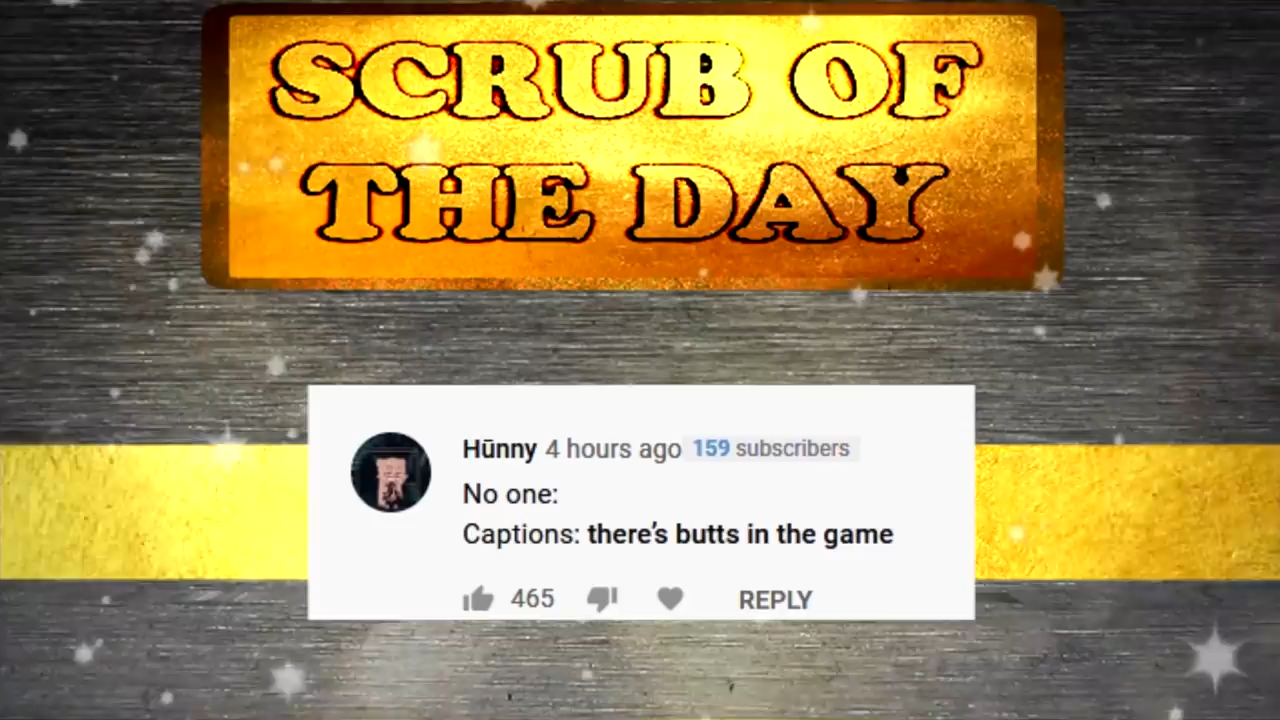 SCRUB OF
THE DAY
Hūnny 4 hours ago 159 subscribers
No one:
Captions: there's butts in the game
465 REPLY